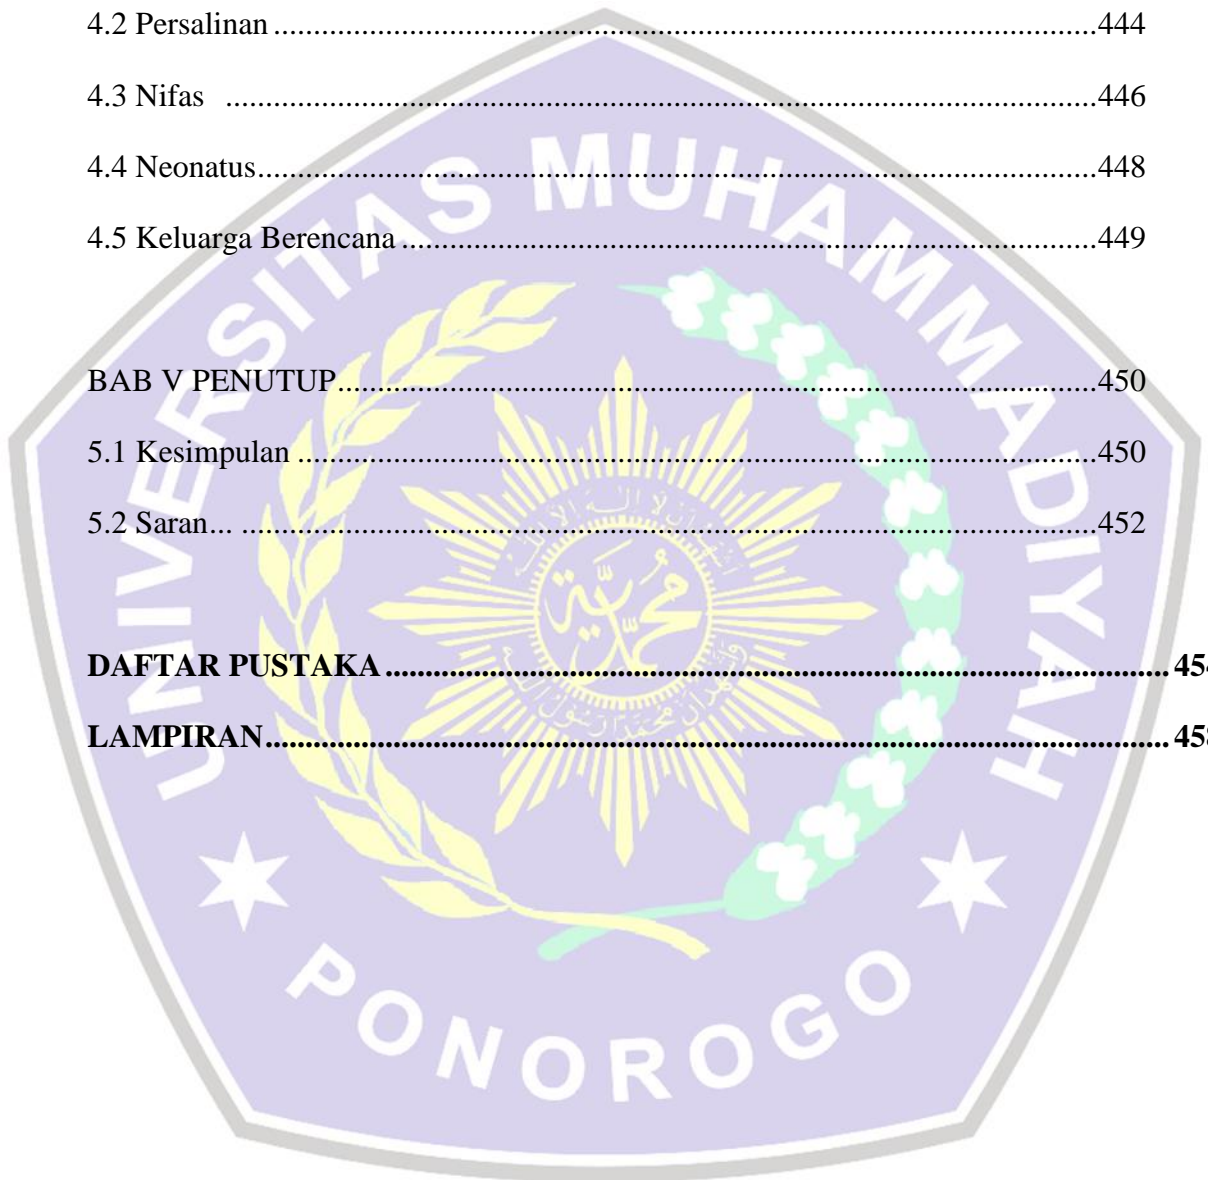 4.2 Persalinan ....................................................................................................444
4.3 Nifas ....................................................................................................446
4.4 Neonatus....................................................................................................448
4.5 Keluarga Berencana ....................................................................................449
BAB V PENUTUP............................................................................................450
5.1 Kesimpulan ................................................................................................450
5.2 Saran... .......................................................................................................452
DAFTAR PUSTAKA ................................................................................................
LAMPIRAN................................................................................................
UNIVERSITAS MUHAMMADIYAH
PONOROGO
محمدية